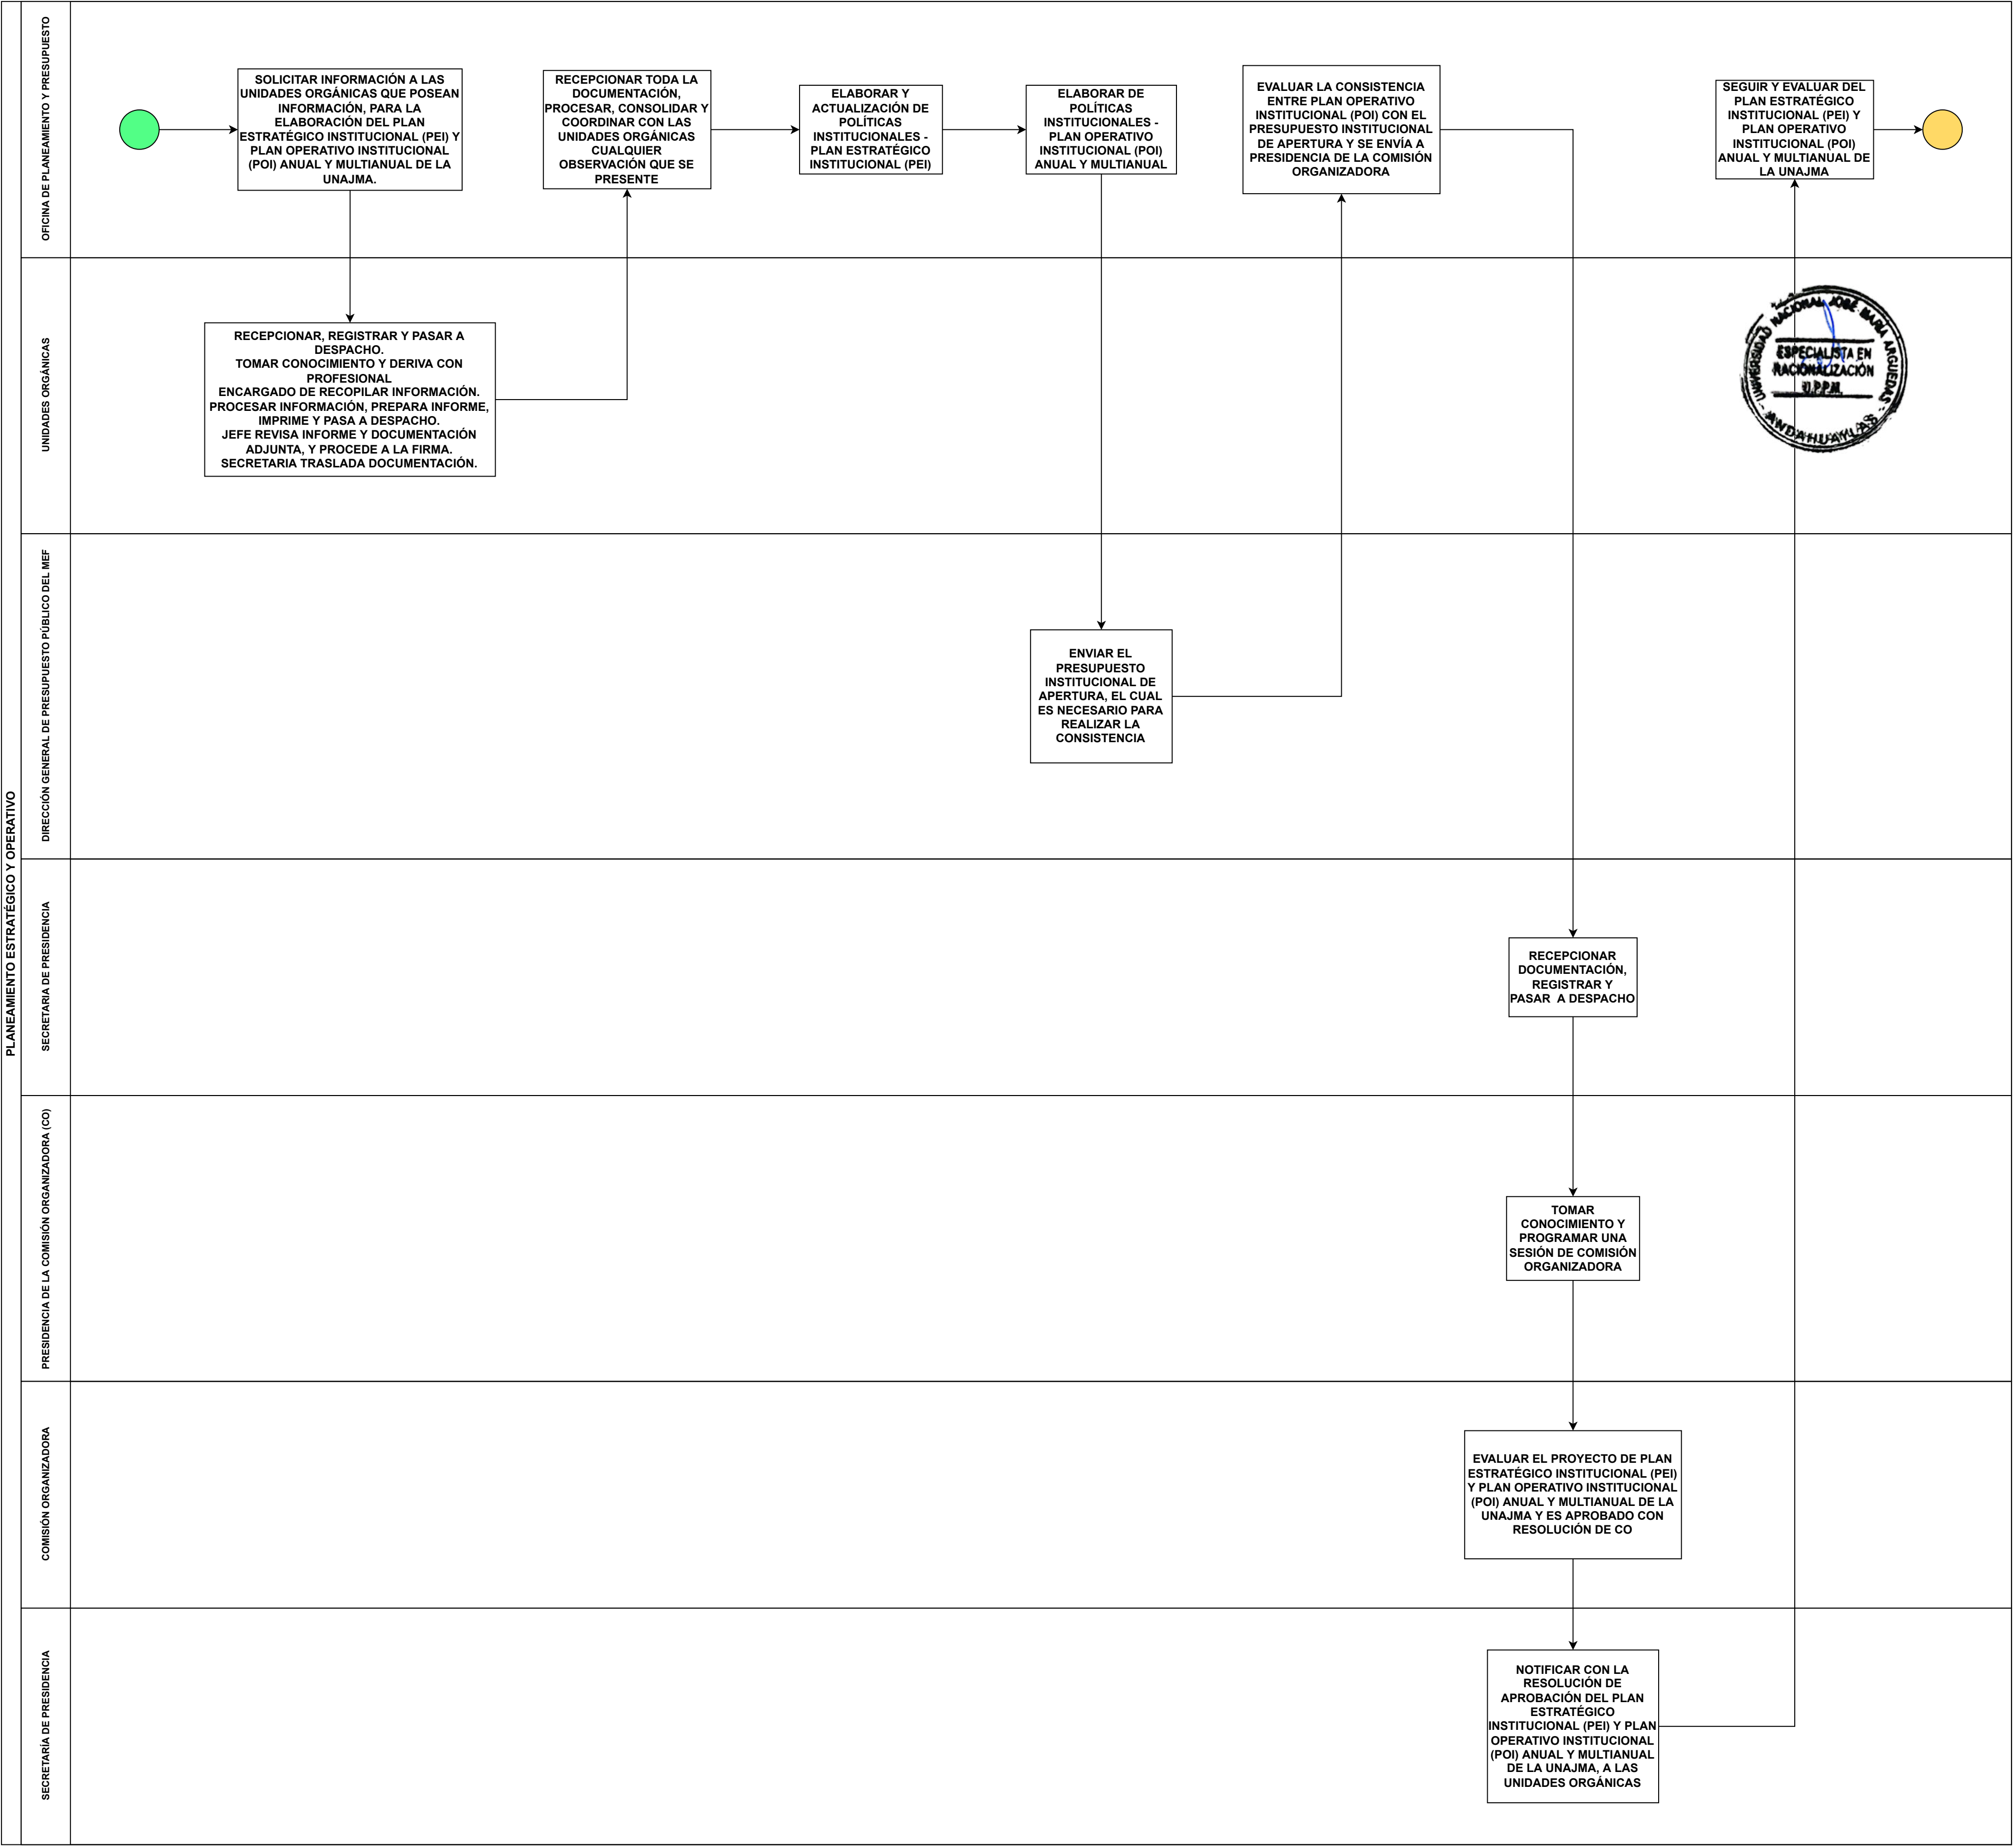 PLANEAMIENTO ESTRATÉGICO Y OPERATIVO
OFICINA DE PLANEAMIENTO Y PRESUPUESTO
SOLICITAR INFORMACIÓN A LAS
UNIDADES ORGÁNICAS QUE POSEAN
INFORMACIÓN, PARA LA
ELABORACIÓN DEL PLAN
ESTRATÉGICO INSTITUCIONAL (PEI) Y
PLAN OPERATIVO INSTITUCIONAL
(POI) ANUAL Y MULTIANUAL DE LA
UNAJMA.
RECEPCIONAR TODA LA
DOCUMENTACIÓN,
PROCESAR, CONSOLIDAR Y
COORDINAR CON LAS
UNIDADES ORGÁNICAS
CUALQUIER
OBSERVACIÓN QUE SE
PRESENTE
ELABORAR Y
ACTUALIZACIÓN DE
POLÍTICAS
INSTITUCIONALES -
PLAN ESTRATÉGICO
INSTITUCIONAL (PEI)
ELABORAR DE
POLÍTICAS
INSTITUCIONALES -
PLAN OPERATIVO
INSTITUCIONAL (POI)
ANUAL Y MULTIANUAL
EVALUAR LA CONSISTENCIA
ENTRE PLAN OPERATIVO
INSTITUCIONAL (POI) CON EL
PRESUPUESTO INSTITUCIONAL
DE APERTURA Y SE ENVÍA A
PRESIDENCIA DE LA COMISIÓN
ORGANIZADORA
SEGUIR Y EVALUAR DEL
PLAN ESTRATÉGICO
INSTITUCIONAL (PEI) Y
PLAN OPERATIVO
INSTITUCIONAL (POI)
ANUAL Y MULTIANUAL DE
LA UNAJMA
UNIDADES ORGÁNICAS
RECEPCIONAR, REGISTRAR Y PASAR A
DESPACHO.
TOMAR CONOCIMIENTO Y DERIVA CON
PROFESIONAL
ENCARGADO DE RECOPILAR INFORMACIÓN.
PROCESAR INFORMACIÓN, PREPARA INFORME,
IMPRIME Y PASA A DESPACHO.
JEFE REVISA INFORME Y DOCUMENTACIÓN
ADJUNTA, Y PROCEDE A LA FIRMA.
SECRETARIA TRASLADA DOCUMENTACIÓN.
UNIVERSIDAD NACIONAL JOSÉ MARÍA ARGUEDAS
ESPECIALISTA EN
RACIONALIZACIÓN
U.P.P.M.
- ANDAHUAYLAS -
DIRECCIÓN GENERAL DE PRESUPUESTO PÚBLICO DEL MEF
ENVIAR EL
PRESUPUESTO
INSTITUCIONAL DE
APERTURA, EL CUAL
ES NECESARIO PARA
REALIZAR LA
CONSISTENCIA
SECRETARIA DE PRESIDENCIA
RECEPCIONAR
DOCUMENTACIÓN,
REGISTRAR Y
PASAR A DESPACHO
PRESIDENCIA DE LA COMISIÓN ORGANIZADORA (CO)
TOMAR
CONOCIMIENTO Y
PROGRAMAR UNA
SESIÓN DE COMISIÓN
ORGANIZADORA
COMISIÓN ORGANIZADORA
EVALUAR EL PROYECTO DE PLAN
ESTRATÉGICO INSTITUCIONAL (PEI)
Y PLAN OPERATIVO INSTITUCIONAL
(POI) ANUAL Y MULTIANUAL DE LA
UNAJMA Y ES APROBADO CON
RESOLUCIÓN DE CO
SECRETARÍA DE PRESIDENCIA
NOTIFICAR CON LA
RESOLUCIÓN DE
APROBACIÓN DEL PLAN
ESTRATÉGICO
INSTITUCIONAL (PEI) Y PLAN
OPERATIVO INSTITUCIONAL
(POI) ANUAL Y MULTIANUAL
DE LA UNAJMA, A LAS
UNIDADES ORGÁNICAS